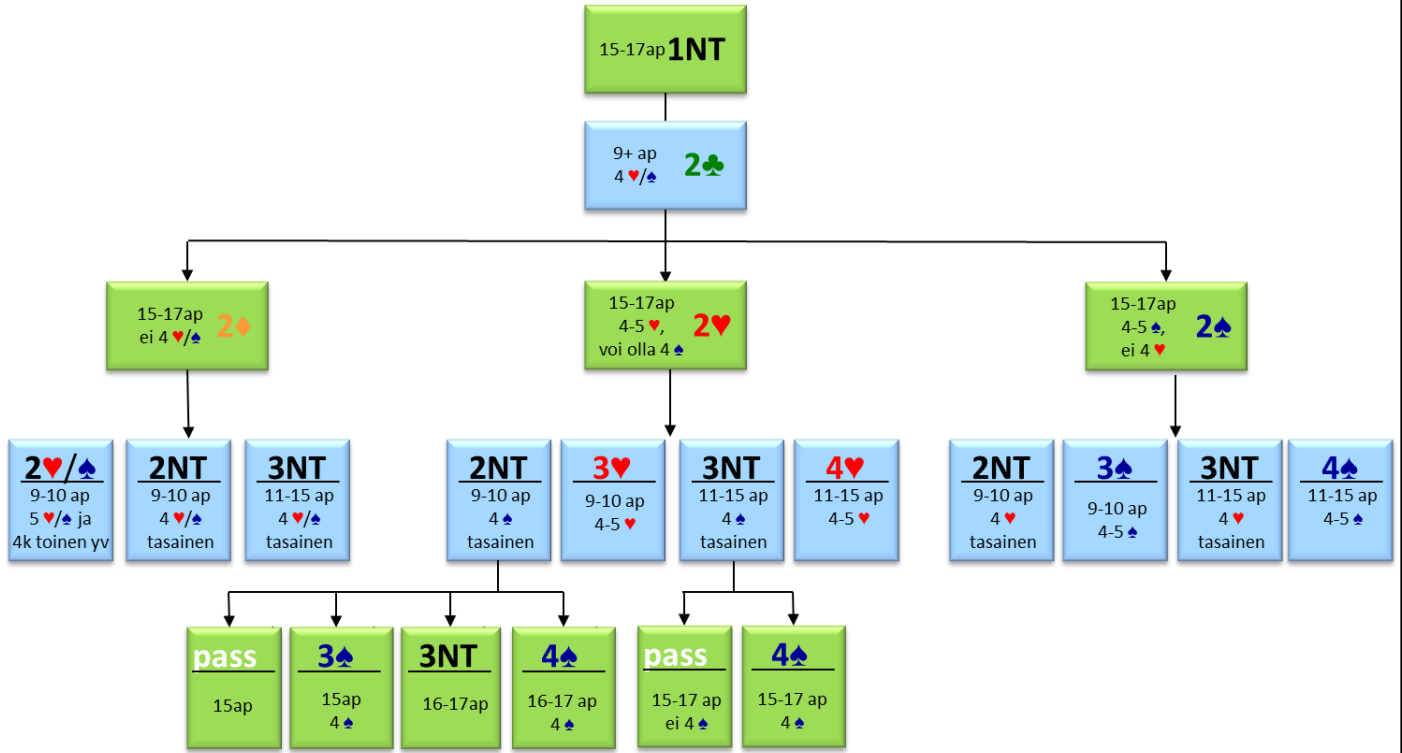 15-17ap 1NT
9+ ap
4 ♥/♠
2♣
15-17ap
ei 4 ♥/♠
2♦
15-17ap
4-5 ♥,
voi olla 4 ♠
2♥
15-17ap
4-5 ♠,
ei 4 ♥
2♠
2♥/♠
9-10 ap
5 ♥/♠ ja
4k toinen yv
2NT
9-10 ap
4 ♥/♠
tasainen
3NT
11-15 ap
4 ♥/♠
tasainen
2NT
9-10 ap
4 ♠
tasainen
3♥
9-10 ap
4-5 ♥
3NT
11-15 ap
4 ♠
tasainen
4♥
11-15 ap
4-5 ♥
2NT
9-10 ap
4 ♥
tasainen
3♠
9-10 ap
4-5 ♠
3NT
11-15 ap
4 ♥
tasainen
4♠
11-15 ap
4-5 ♠
pass
15ap
3♠
15ap
4 ♠
3NT
16-17ap
4♠
16-17 ap
4 ♠
pass
15-17 ap
ei 4 ♠
4♠
15-17 ap
4 ♠